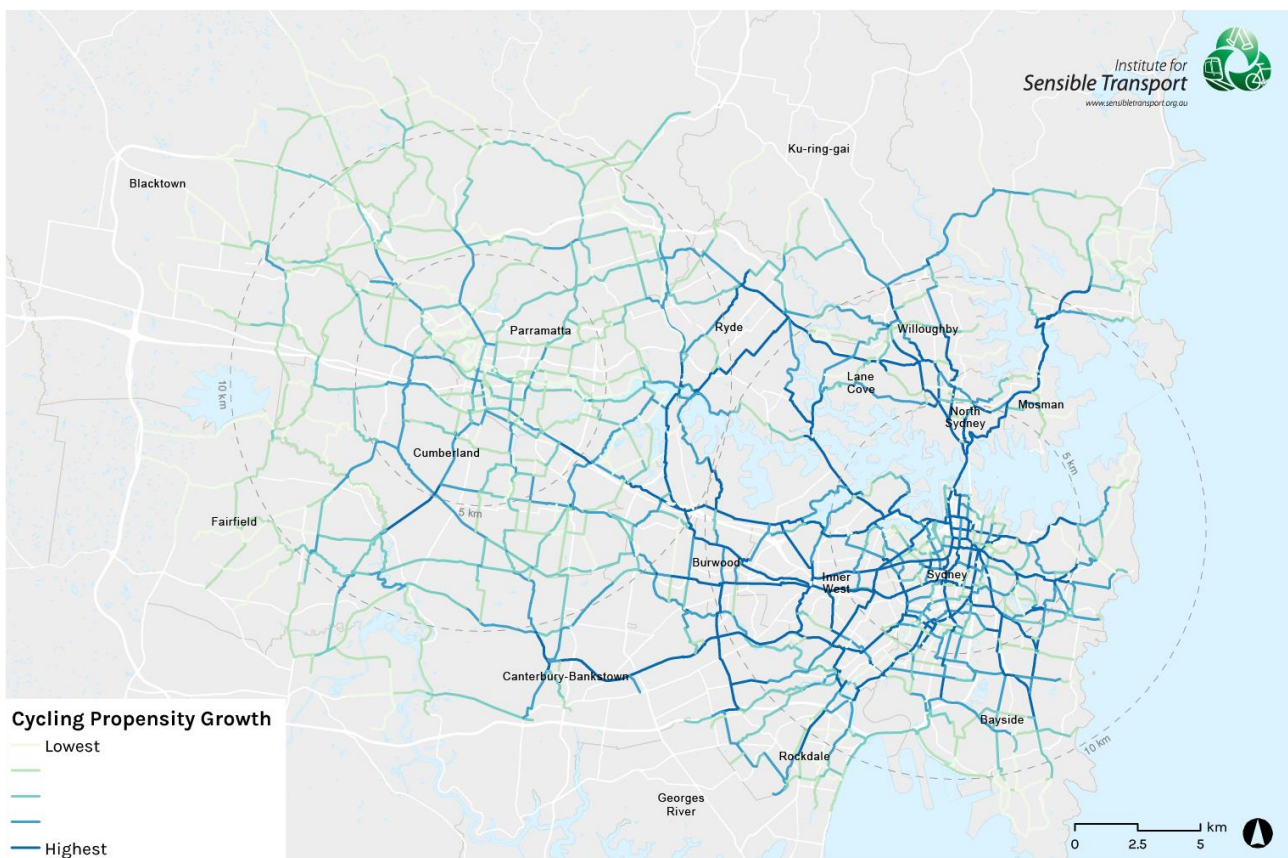 Institute for
Sensible Transport
www.sensibletransport.org.au
Ku-ring-gai
Blacktown
Parramatta
Ryde
Willoughby
10 km
Lane
Cove
Mosman
North
Sydney
Cumberland
5 km
5 km
Fairfield
Burwood
Inner
West
Sydney
Canterbury-Bankstown
Bayside
10 km
Rockdale
Georges
River
Cycling Propensity Growth
Lowest
Highest
km
0 2.5 5